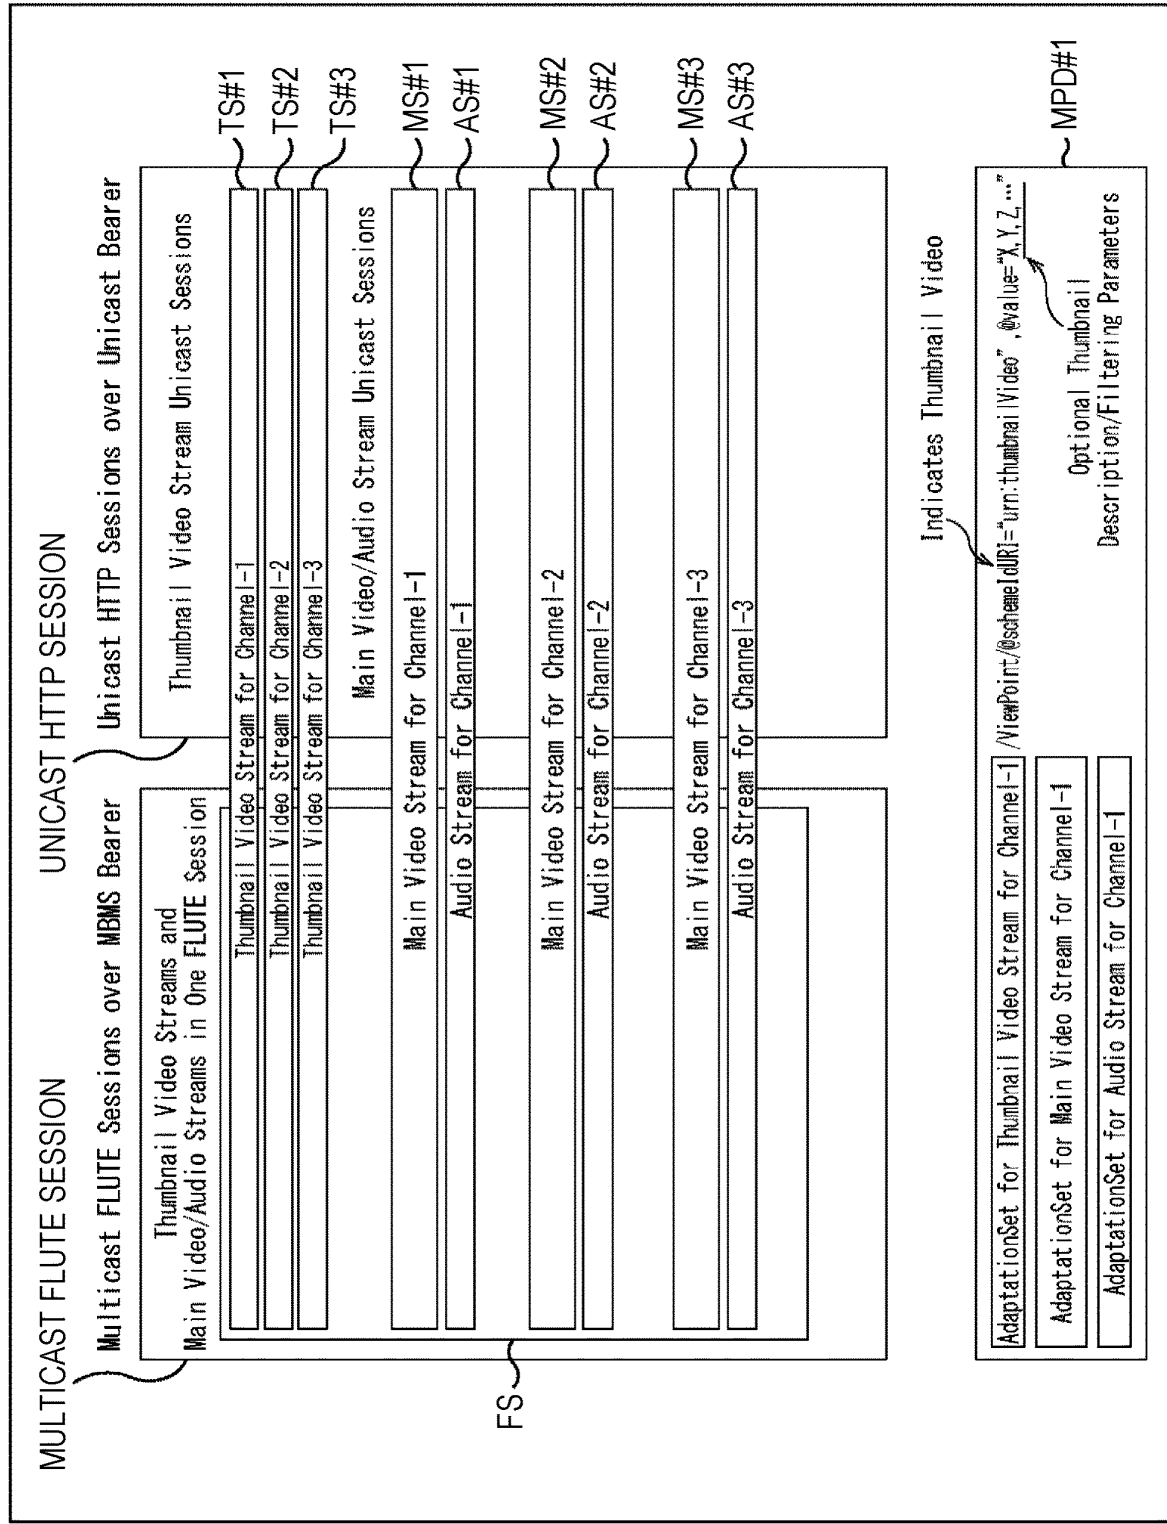 MULTICAST FLUTE SESSION
UNICAST HTTP SESSION
Multicast FLUTE Sessions over MBMS Bearer
Unicast HTTP Sessions over Unicast Bearer
Thumbnail Video Streams and
Main Video/Audio Streams in One FLUTE Session
Thumbnail Video Stream Unicast Sessions
Thumbnail Video Stream for Channel-1
TS#1
Thumbnail Video Stream for Channel-2
TS#2
Thumbnail Video Stream for Channel-3
TS#3
Main Video/Audio Stream Unicast Sessions
Main Video Stream for Channel-1
MS#1
Audio Stream for Channel-1
AS#1
FS
Main Video Stream for Channel-2
MS#2
Audio Stream for Channel-2
AS#2
Main Video Stream for Channel-3
MS#3
Audio Stream for Channel-3
AS#3
Indicates Thumbnail Video
AdaptationSet for Thumbnail Video Stream for Channel-1 /ViewPoint/@schemeIdURI="urn:thumbnailVideo",@value="X,Y,Z,…"
MPD#1
AdaptationSet for Main Video Stream for Channel-1
Optional Thumbnail
Description/Filtering Parameters
AdaptationSet for Audio Stream for Channel-1